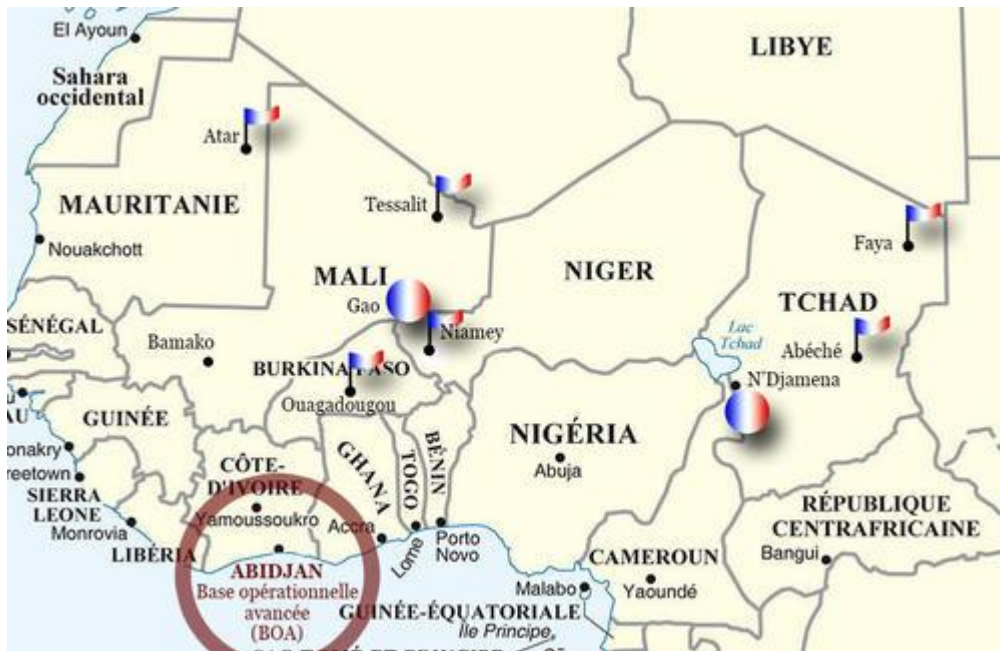 El Ayoun
Sahara
occidental
LIBYE
Atar
Tessalit
MAURITANIE
Faya
Nouakchott
NIGER
MALI
Gao
TCHAD
SÉNÉGAL
Niamey
Lac
Tchad
Bamako
Abéché
BURKINA FASO
N'Djamena
Ouagadougou
AU
GUINÉE
NIGÉRIA
BÉNIN
GHANA
TOGO
onakry
CÔTE-
D'IVOIRE
Abuja
reetown
SIERRA
LEONE
Yamoussoukro
Accra
RÉPUBLIQUE
CENTRAFRICAINE
Monrovia
Lome
Porto
Novo
LIBÉRIA
CAMEROUN
Bangui
ABIDJAN
Base opérationnelle
avancée
(BOA)
Malabo
Yaoundé
GUINÉE-ÉQUATORIALE
Île Principe,